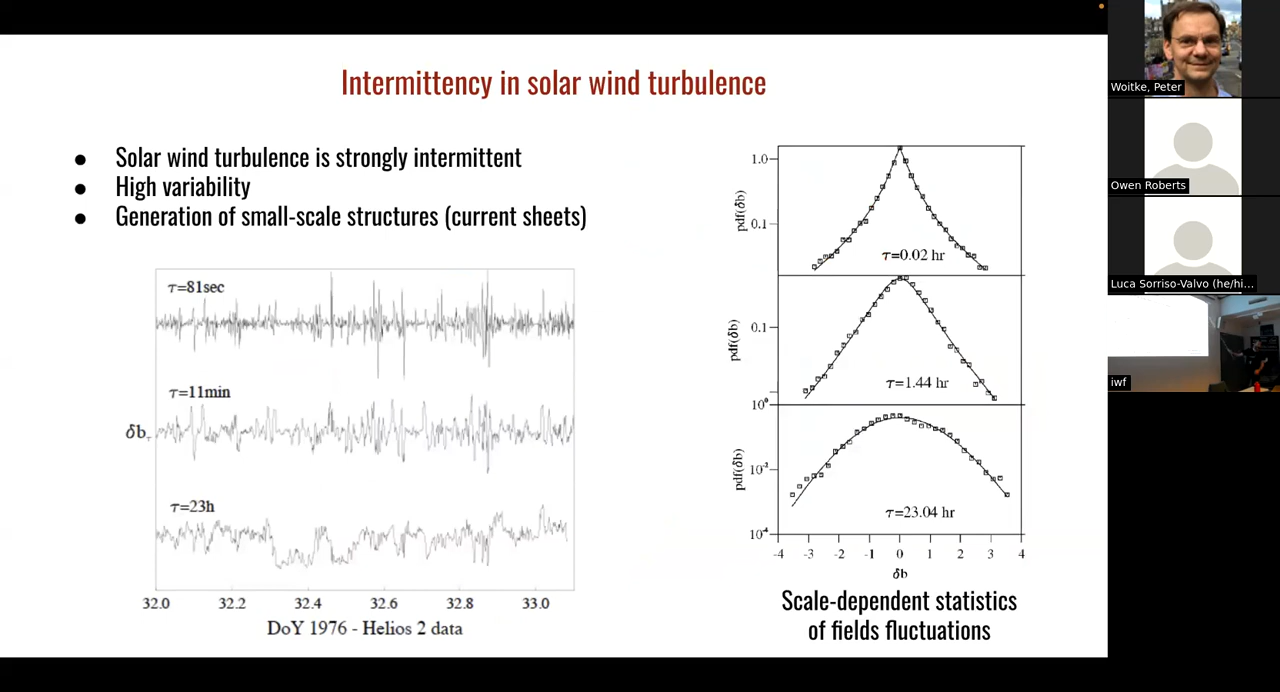 Intermittency in solar wind turbulence
● Solar wind turbulence is strongly intermittent
● High variability
● Generation of small-scale structures (current sheets)
τ=81sec
τ=11min
δbτ
τ=23h
32.0 32.2 32.4 32.6 32.8 33.0
DoY 1976 - Helios 2 data
1.0
0.1
pdf(δb)
τ=0.02 hr
0.1
pdf(δb)
τ=1.44 hr
10⁰
10⁻²
10⁻⁴
pdf(δb)
τ=23.04 hr
-4 -3 -2 -1 0 1 2 3 4
δb
Scale-dependent statistics
of fields fluctuations
Woitke, Peter
Owen Roberts
Luca Sorriso-Valvo (he/hi...
iwf